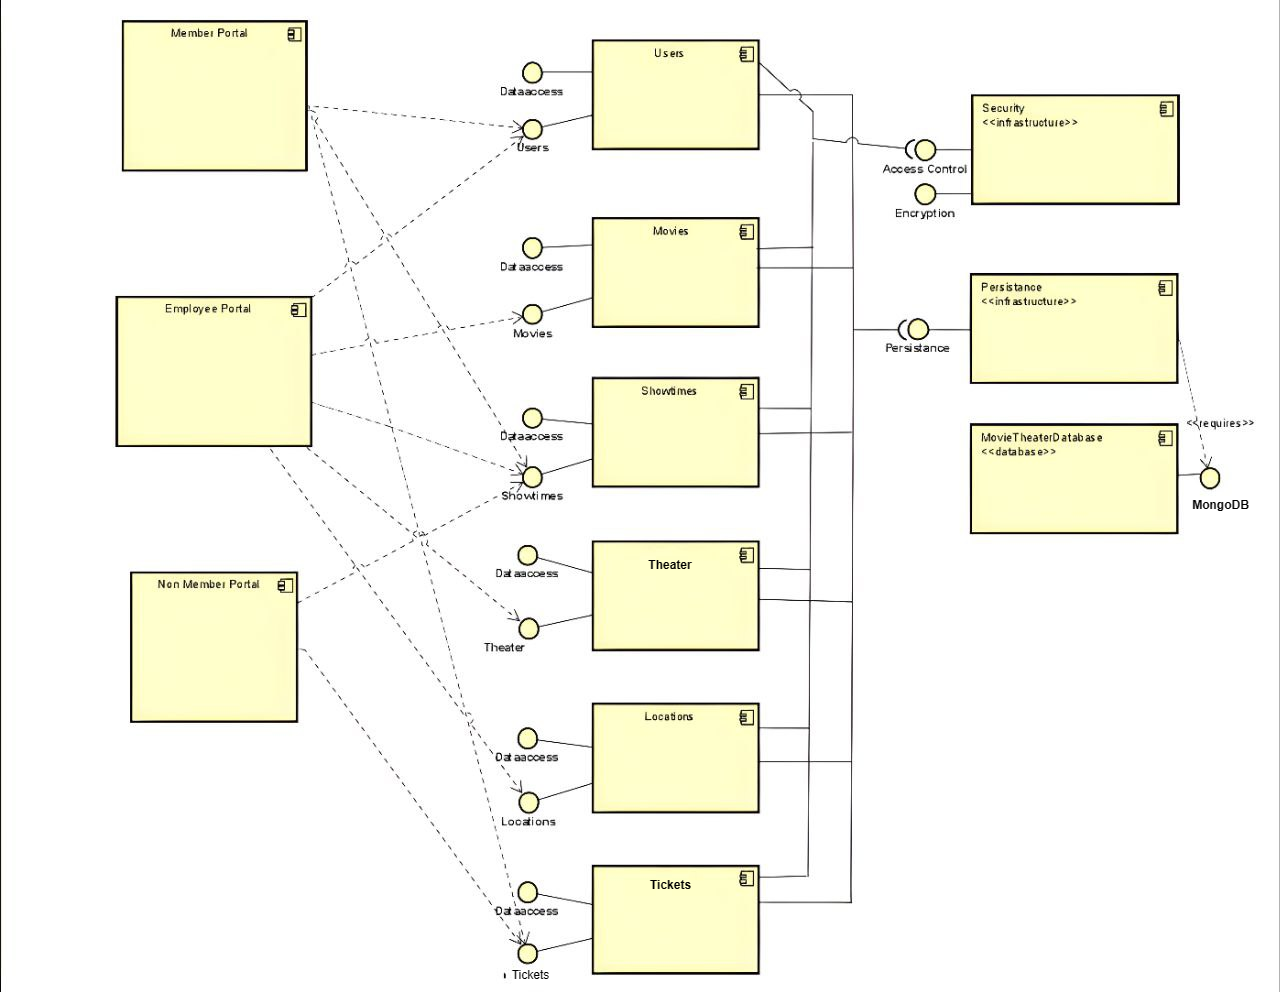 Member Portal
Users
Dataaccess
Users
Security
<<infrastructure>>
Access Control
Encryption
Movies
Dataaccess
Movies
Employee Portal
Persistance
<<infrastructure>>
Persistance
Showtimes
Dataaccess
Showtimes
<<requires>>
MovieTheaterDatabase
<<database>>
MongoDB
Theater
Dataaccess
Theater
Non Member Portal
Locations
Dataaccess
Locations
Tickets
Dataaccess
Tickets